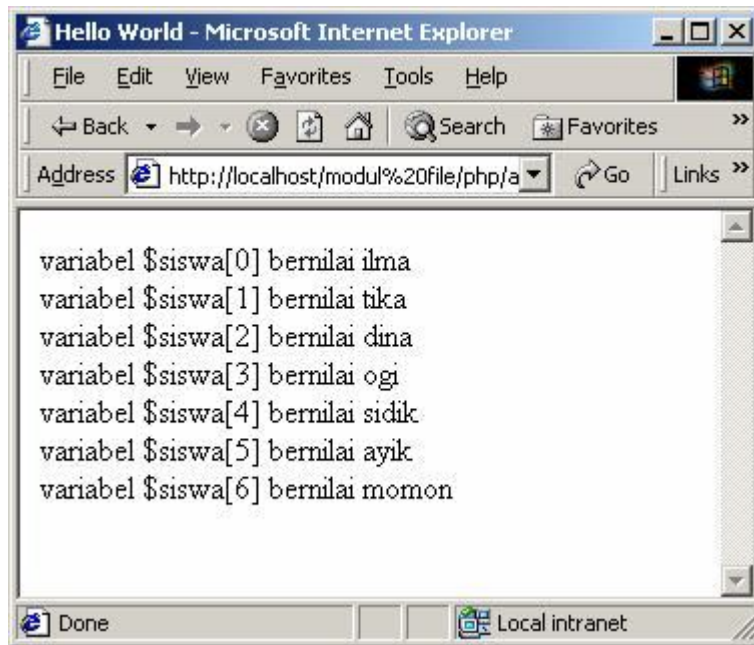 Hello World - Microsoft Internet Explorer
File Edit View Favorites Tools Help
Back Search Favorites »
Address http://localhost/modul%20file/php/a Go Links »
variabel $siswa[0] bernilai ilma
variabel $siswa[1] bernilai tika
variabel $siswa[2] bernilai dina
variabel $siswa[3] bernilai ogi
variabel $siswa[4] bernilai sidik
variabel $siswa[5] bernilai ayik
variabel $siswa[6] bernilai momon
Done Local intranet